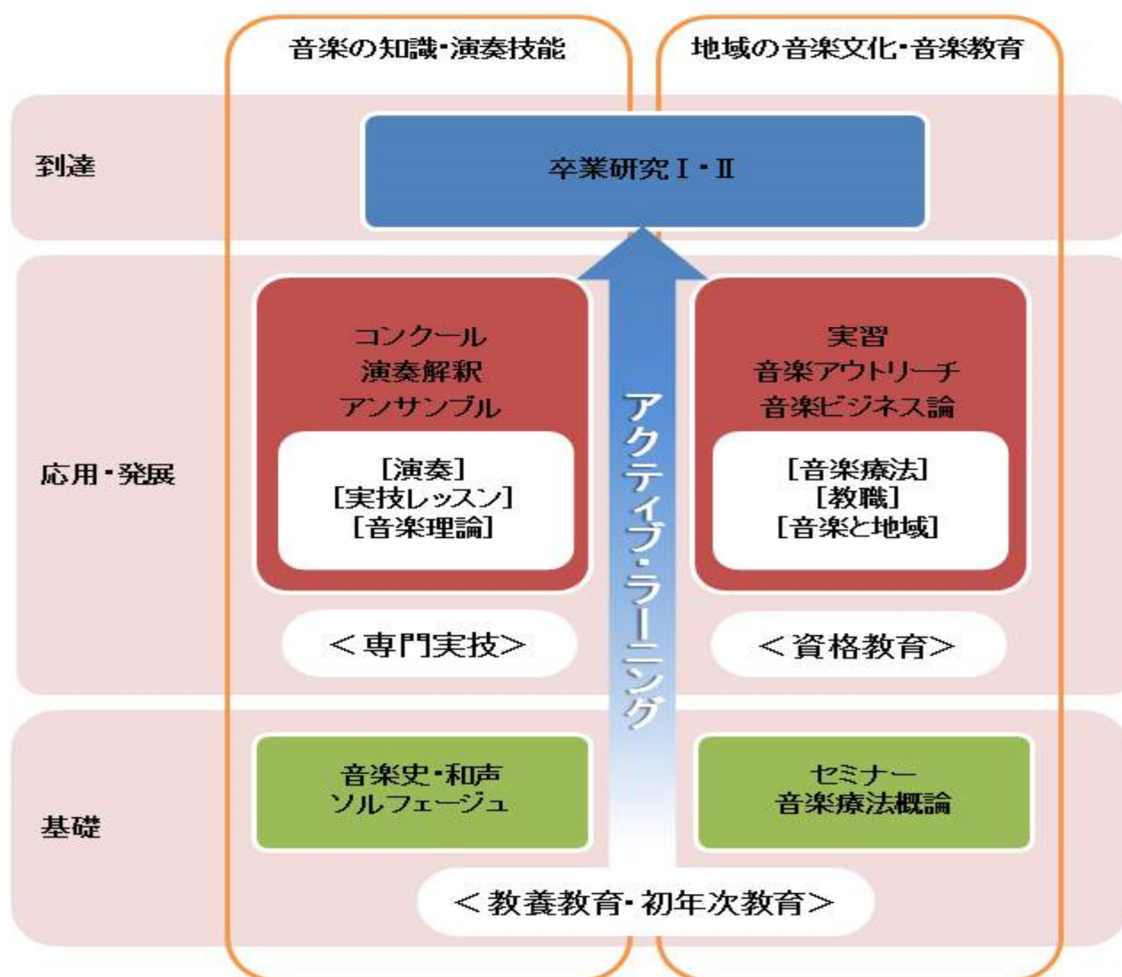 音楽の知識・演奏技能
地域の音楽文化・音楽教育
到達
卒業研究Ⅰ・Ⅱ
応用・発展
コンクール
演奏解釈
アンサンブル
[演奏]
[実技レッスン]
[音楽理論]
＜専門実技＞
アクティブ・ラーニング
実習
音楽アウトリーチ
音楽ビジネス論
[音楽療法]
[教職]
[音楽と地域]
＜資格教育＞
基礎
音楽史・和声
ソルフェージュ
セミナー
音楽療法概論
＜教養教育・初年次教育＞